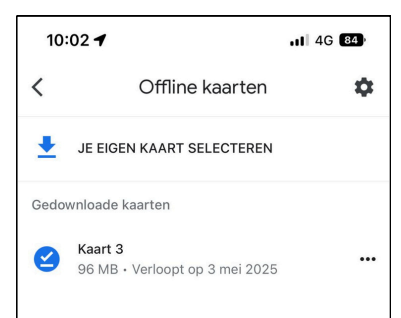 10:02 4G 84
Offline kaarten
JE EIGEN KAART SELECTEREN
Gedownloade kaarten
Kaart 3
96 MB • Verloopt op 3 mei 2025